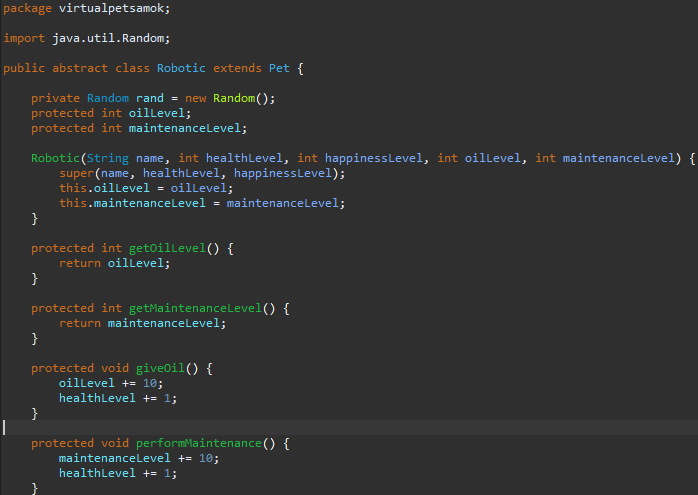 package virtualpetsamok;
import java.util.Random;
public abstract class Robotic extends Pet {
private Random rand = new Random();
protected int oilLevel;
protected int maintenanceLevel;
Robotic(String name, int healthLevel, int happinessLevel, int oilLevel, int maintenanceLevel) {
super(name, healthLevel, happinessLevel);
this.oilLevel = oilLevel;
this.maintenanceLevel = maintenanceLevel;
}
protected int getOilLevel() {
return oilLevel;
}
protected int getMaintenanceLevel() {
return maintenanceLevel;
}
protected void giveOil() {
oilLevel += 10;
healthLevel += 1;
}
protected void performMaintenance() {
maintenanceLevel += 10;
healthLevel += 1;
}